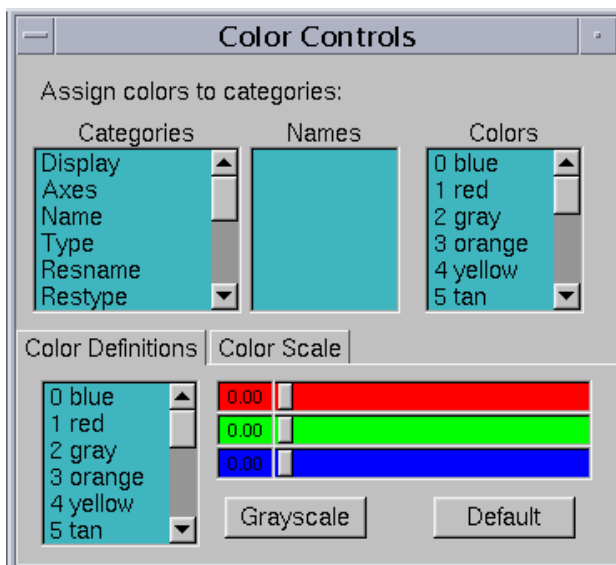 Color Controls
Assign colors to categories:
Categories
Names
Colors
Display
Axes
Name
Type
Resname
Restype
0 blue
1 red
2 gray
3 orange
4 yellow
5 tan
Color Definitions
Color Scale
0 blue
1 red
2 gray
3 orange
4 yellow
5 tan
0.00
0.00
0.00
Grayscale
Default